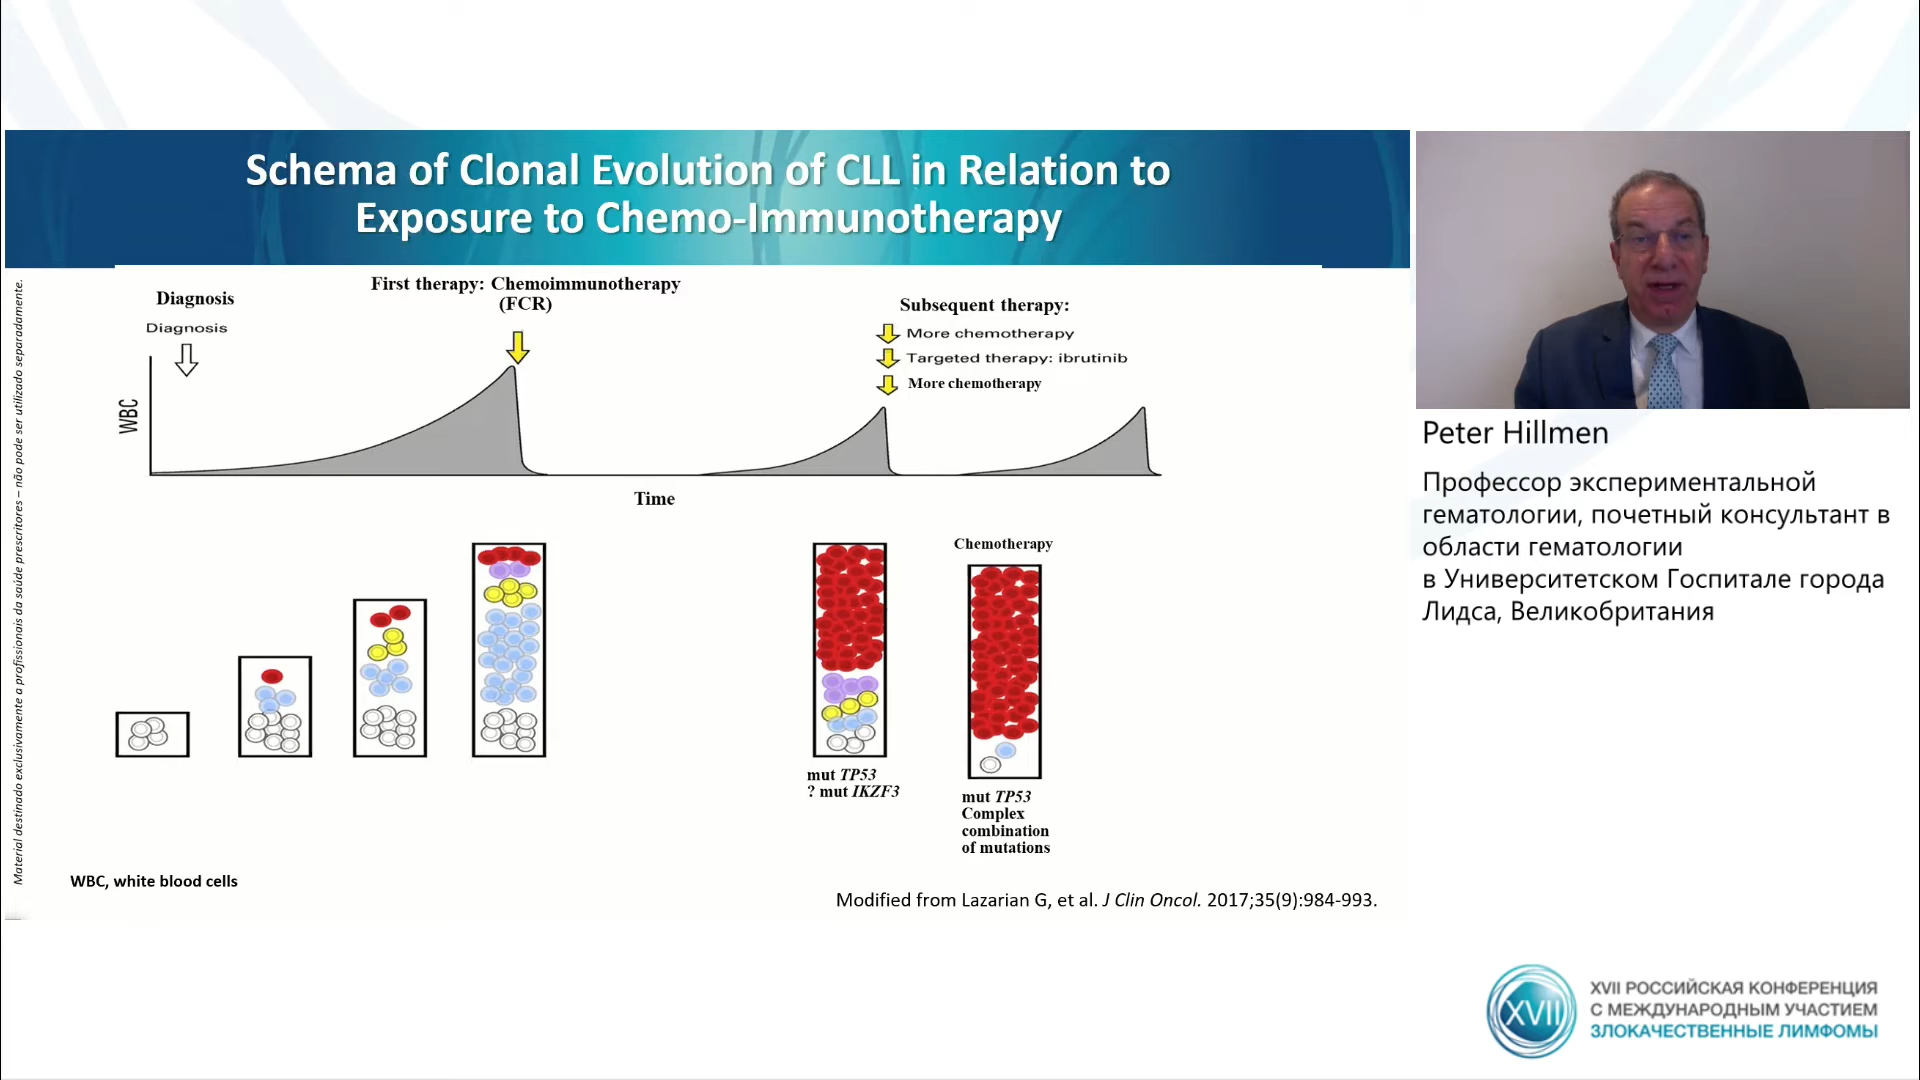 Schema of Clonal Evolution of CLL in Relation to
Exposure to Chemo-Immunotherapy
Material destinado exclusivamente a profissionais da saúde prescritores – não pode ser utilizado separadamente.
Diagnosis
Diagnosis
First therapy: Chemoimmunotherapy
(FCR)
Subsequent therapy:
More chemotherapy
Targeted therapy: ibrutinib
More chemotherapy
WBC
Time
Chemotherapy
mut TP53
? mut IKZF3
mut TP53
Complex
combination
of mutations
WBC, white blood cells
Modified from Lazarian G, et al. J Clin Oncol. 2017;35(9):984-993.
Peter Hillmen
Профессор экспериментальной
гематологии, почетный консультант в
области гематологии
в Университетском Госпитале города
Лидса, Великобритания
XVII
XVII РОССИЙСКАЯ КОНФЕРЕНЦИЯ
С МЕЖДУНАРОДНЫМ УЧАСТИЕМ
ЗЛОКАЧЕСТВЕННЫЕ ЛИМФОМЫ